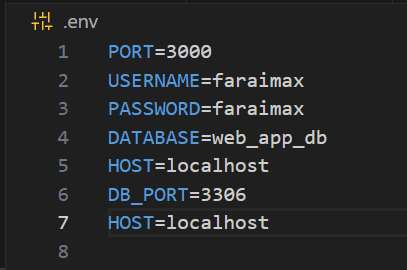 .env
1 PORT=3000
2 USERNAME=faraimax
3 PASSWORD=faraimax
4 DATABASE=web_app_db
5 HOST=localhost
6 DB_PORT=3306
7 HOST=localhost
8